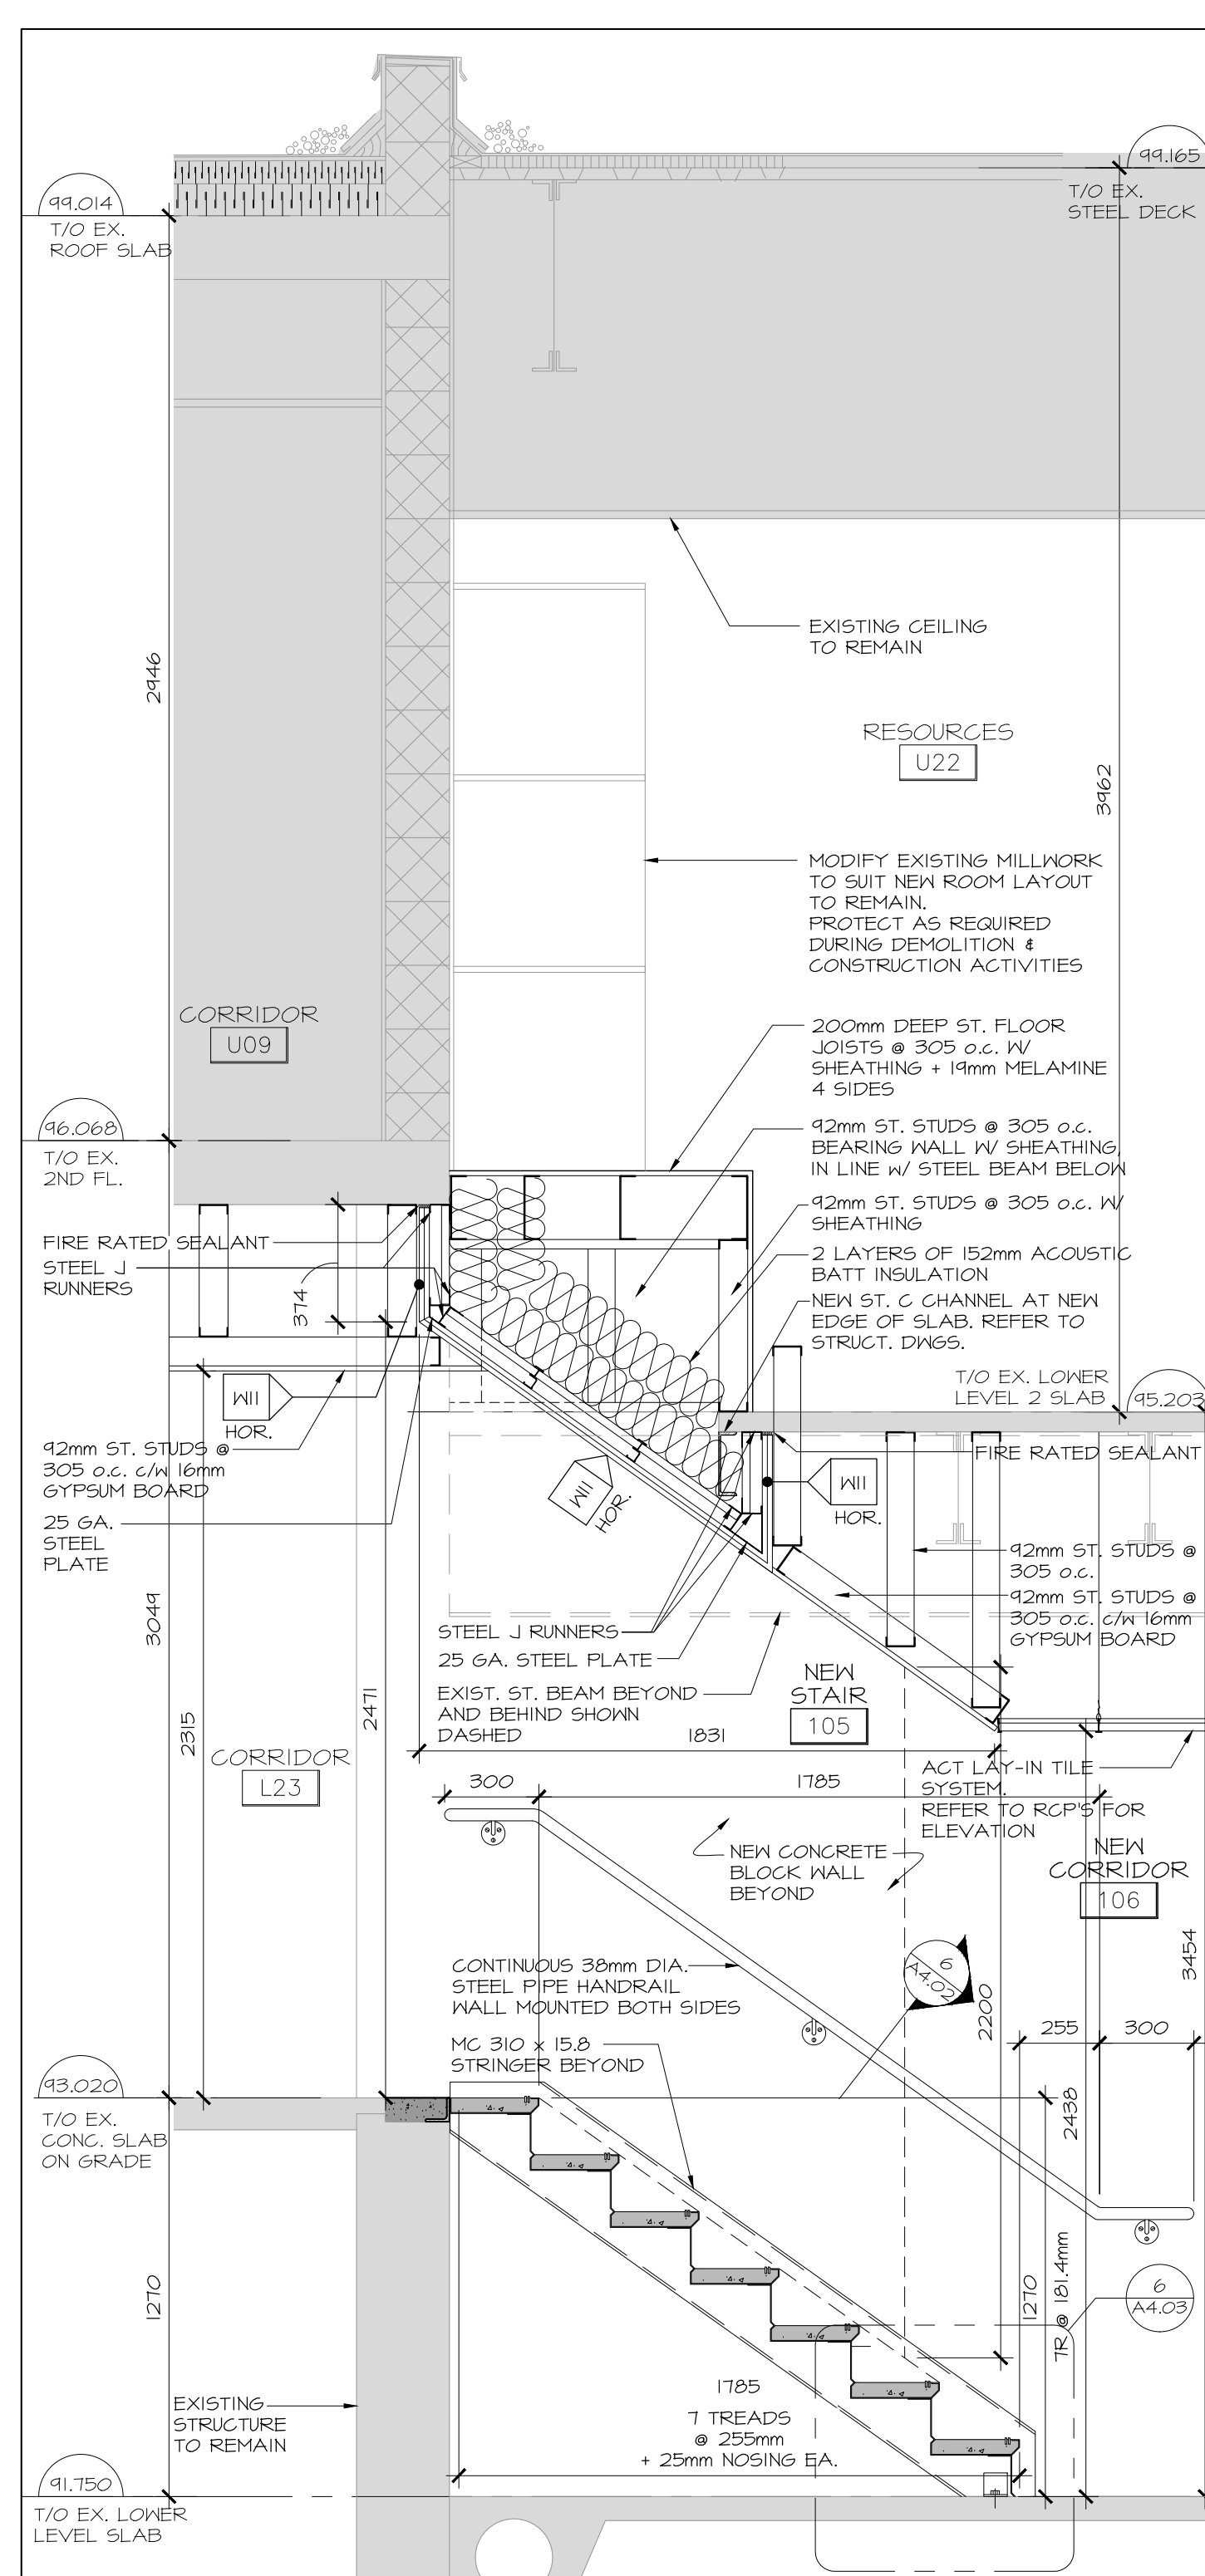 99.165
T/O EX.
STEEL DECK
99.014
T/O EX.
ROOF SLAB
EXISTING CEILING
TO REMAIN
2946
RESOURCES
U22
3962
MODIFY EXISTING MILLWORK
TO SUIT NEW ROOM LAYOUT
TO REMAIN.
PROTECT AS REQUIRED
DURING DEMOLITION &
CONSTRUCTION ACTIVITIES
CORRIDOR
U09
200mm DEEP ST. FLOOR
JOISTS @ 305 o.c. W/
SHEATHING + 19mm MELAMINE
4 SIDES
96.068
T/O EX.
2ND FL.
92mm ST. STUDS @ 305 o.c.
BEARING WALL W/ SHEATHING,
IN LINE W/ STEEL BEAM BELOW
92mm ST. STUDS @ 305 o.c. W/
SHEATHING
FIRE RATED SEALANT
STEEL J
RUNNERS
374
2 LAYERS OF 152mm ACOUSTIC
BATT INSULATION
NEW ST. C CHANNEL AT NEW
EDGE OF SLAB. REFER TO
STRUCT. DWGS.
T/O EX. LOWER
LEVEL 2 SLAB
95.203
W11
HOR.
92mm ST. STUDS @
305 o.c. c/w 16mm
GYPSUM BOARD
FIRE RATED SEALANT
W11
HOR.
W11
HOR.
25 GA.
STEEL
PLATE
92mm ST. STUDS @
305 o.c.
92mm ST. STUDS @
305 o.c. c/w 16mm
GYPSUM BOARD
3049
STEEL J RUNNERS
25 GA. STEEL PLATE
EXIST. ST. BEAM BEYOND
AND BEHIND SHOWN
DASHED
NEW
STAIR
105
2315
2471
1831
CORRIDOR
L23
300
1785
ACT LAY-IN TILE
SYSTEM.
REFER TO RCP'S FOR
ELEVATION
NEW CONCRETE
BLOCK WALL
BEYOND
NEW
CORRIDOR
106
3454
CONTINUOUS 38mm DIA.
STEEL PIPE HANDRAIL
WALL MOUNTED BOTH SIDES
6
A4.02
2200
255
300
MC 310 x 15.8
STRINGER BEYOND
93.020
T/O EX.
CONC. SLAB
ON GRADE
2438
1270
1270
7R @ 181.4mm
6
A4.03
1785
7 TREADS
@ 255mm
+ 25mm NOSING EA.
EXISTING
STRUCTURE
TO REMAIN
91.750
T/O EX. LOWER
LEVEL SLAB